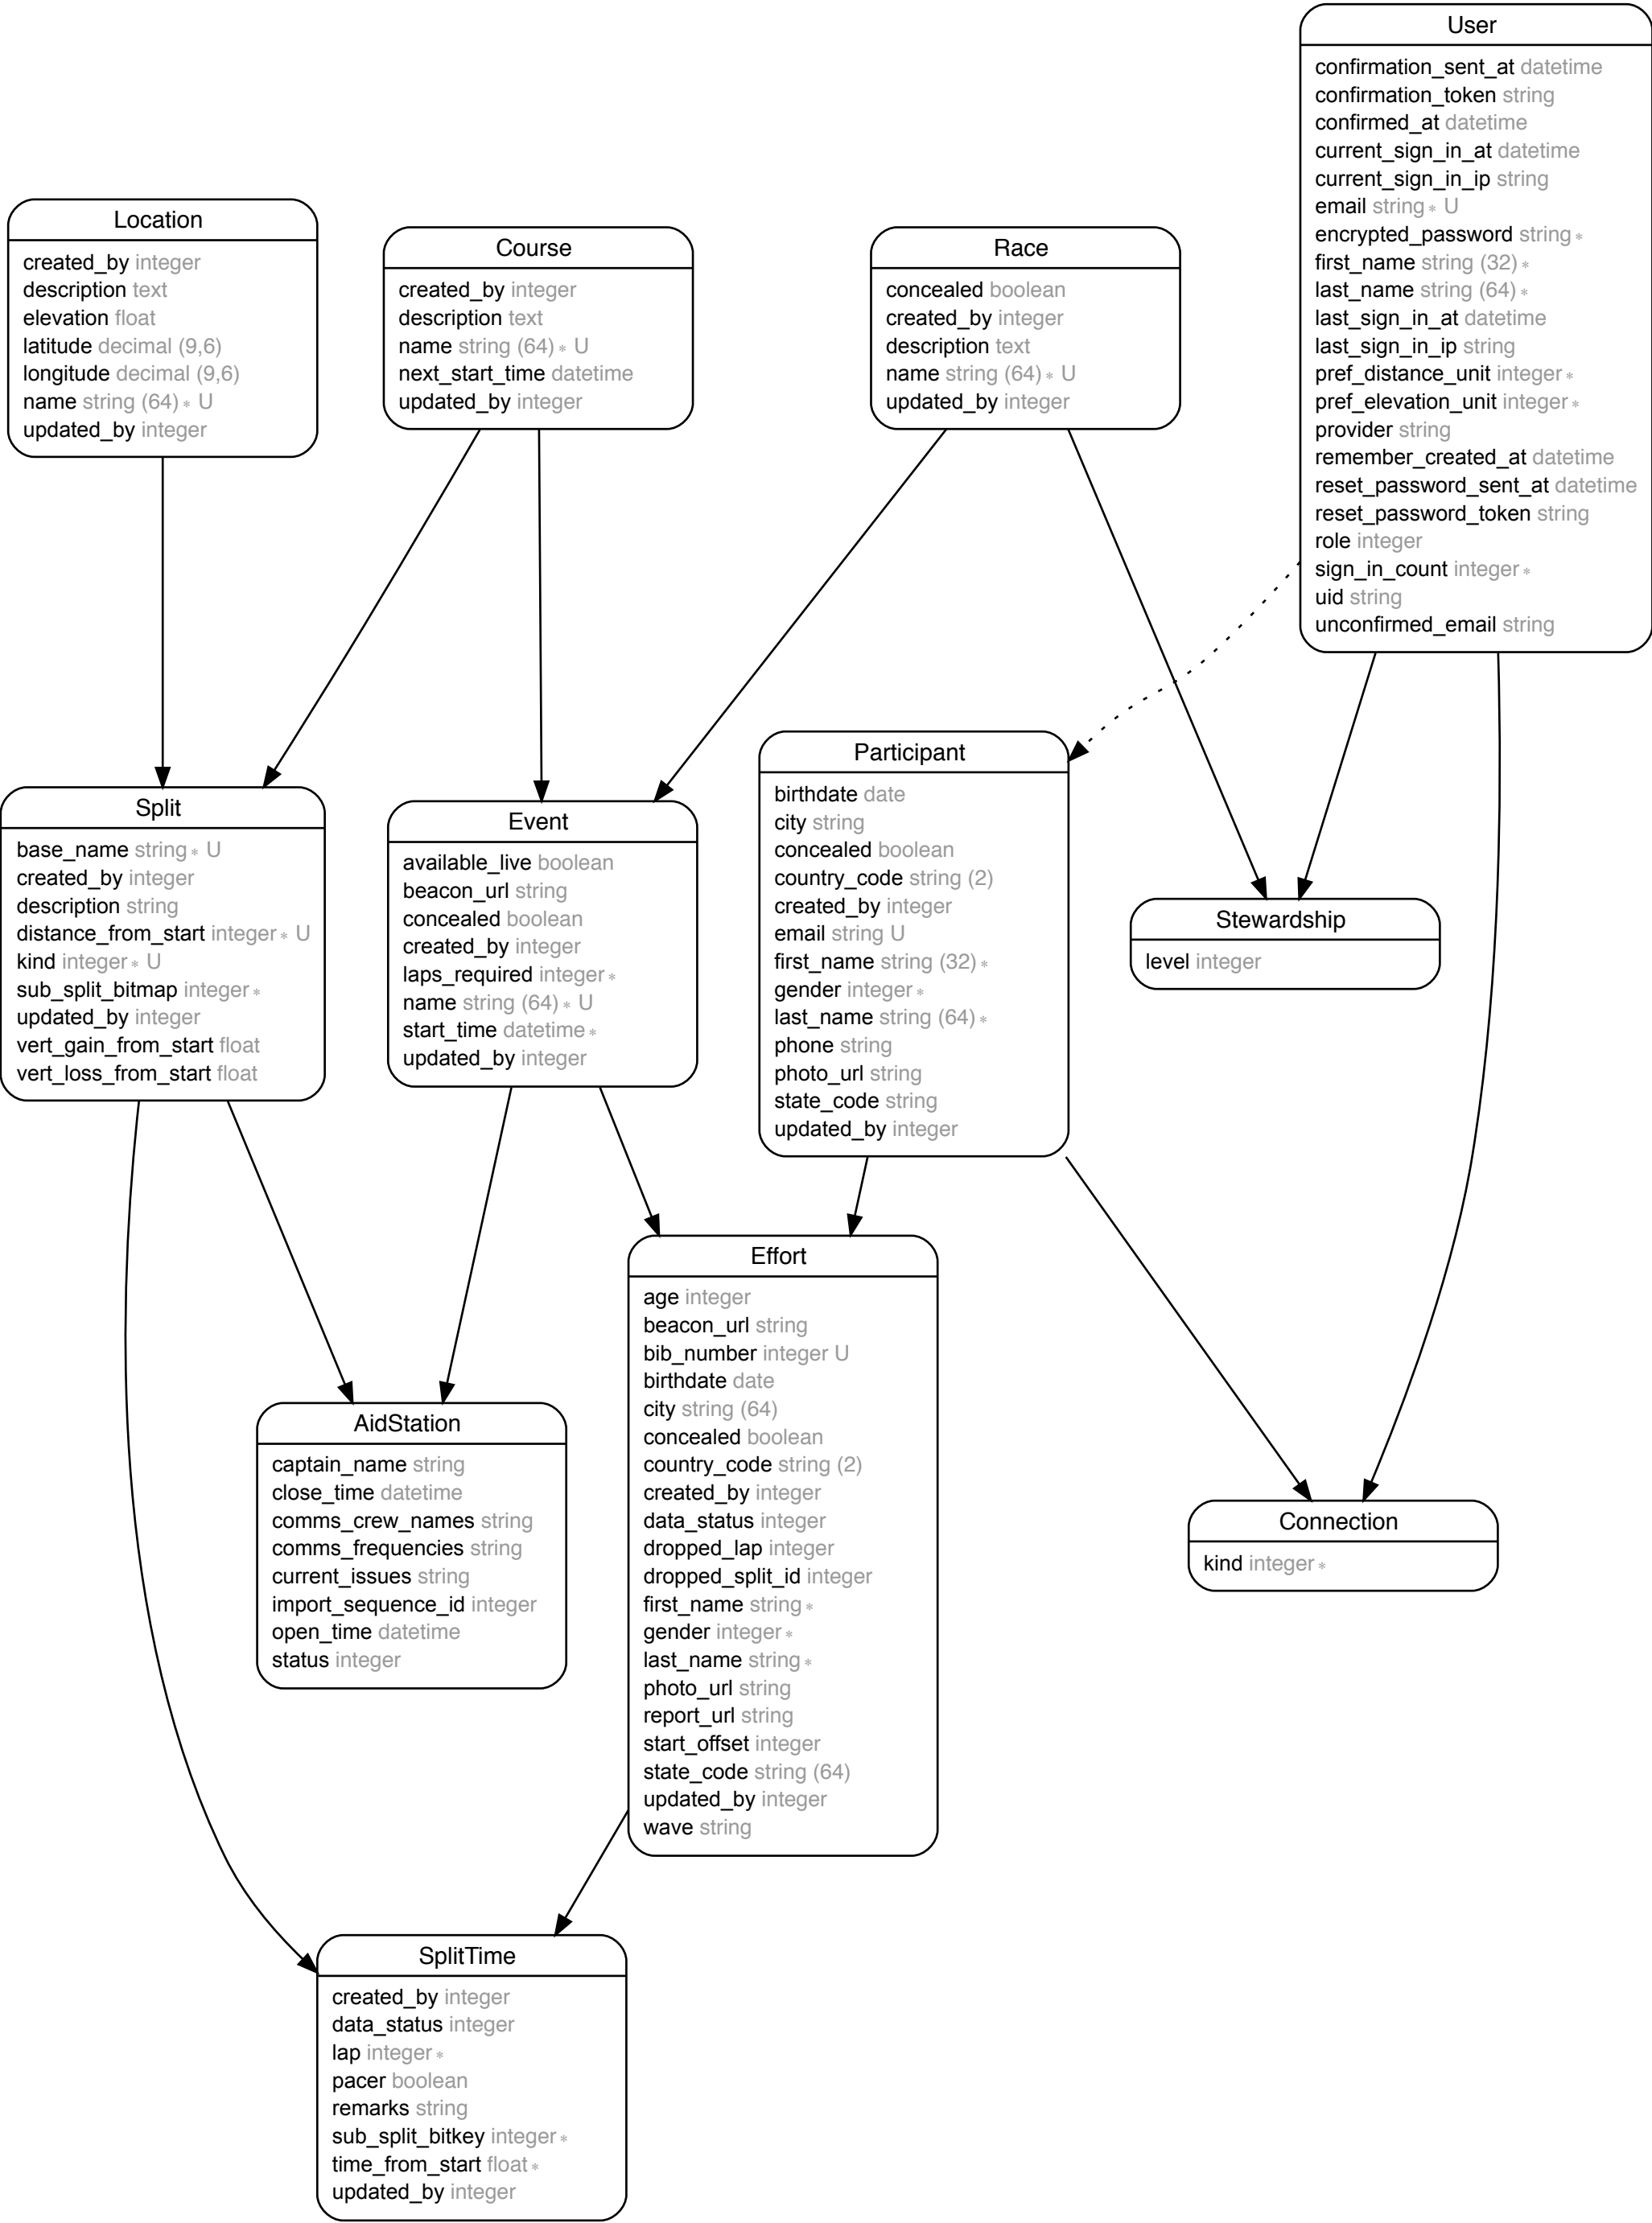 User
confirmation_sent_at datetime
confirmation_token string
confirmed_at datetime
current_sign_in_at datetime
current_sign_in_ip string
email string* U
encrypted_password string*
first_name string (32)*
last_name string (64)*
last_sign_in_at datetime
last_sign_in_ip string
pref_distance_unit integer*
pref_elevation_unit integer*
provider string
remember_created_at datetime
reset_password_sent_at datetime
reset_password_token string
role integer
sign_in_count integer*
uid string
unconfirmed_email string
Location
created_by integer
description text
elevation float
latitude decimal (9,6)
longitude decimal (9,6)
name string (64)* U
updated_by integer
Course
created_by integer
description text
name string (64)* U
next_start_time datetime
updated_by integer
Race
concealed boolean
created_by integer
description text
name string (64)* U
updated_by integer
Split
base_name string* U
created_by integer
description string
distance_from_start integer* U
kind integer* U
sub_split_bitmap integer*
updated_by integer
vert_gain_from_start float
vert_loss_from_start float
Event
available_live boolean
beacon_url string
concealed boolean
created_by integer
laps_required integer*
name string (64)* U
start_time datetime*
updated_by integer
Participant
birthdate date
city string
concealed boolean
country_code string (2)
created_by integer
email string U
first_name string (32)*
gender integer*
last_name string (64)*
phone string
photo_url string
state_code string
updated_by integer
Stewardship
level integer
AidStation
captain_name string
close_time datetime
comms_crew_names string
comms_frequencies string
current_issues string
import_sequence_id integer
open_time datetime
status integer
Effort
age integer
beacon_url string
bib_number integer U
birthdate date
city string (64)
concealed boolean
country_code string (2)
created_by integer
data_status integer
dropped_lap integer
dropped_split_id integer
first_name string*
gender integer*
last_name string*
photo_url string
report_url string
start_offset integer
state_code string (64)
updated_by integer
wave string
Connection
kind integer*
SplitTime
created_by integer
data_status integer
lap integer*
pacer boolean
remarks string
sub_split_bitkey integer*
time_from_start float*
updated_by integer